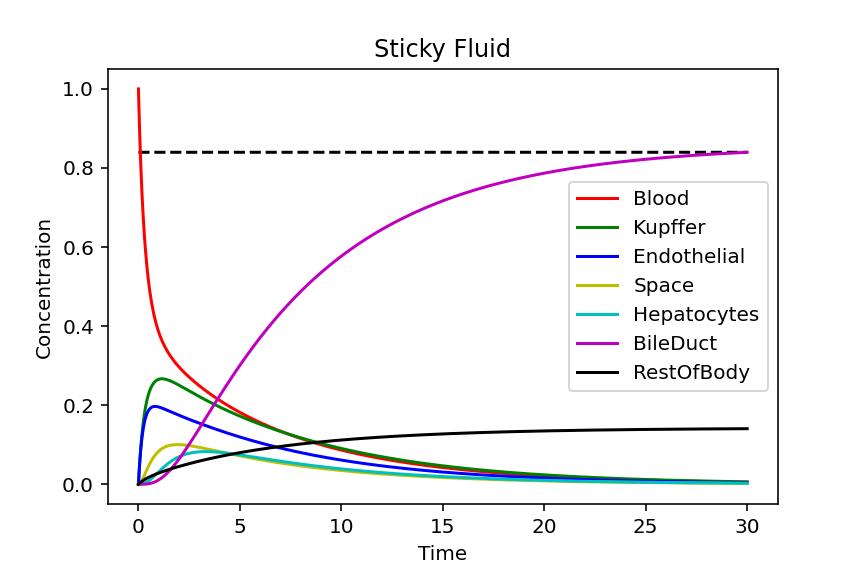 Sticky Fluid
Concentration
1.0
0.8
0.6
0.4
0.2
0.0
Blood
Kupffer
Endothelial
Space
Hepatocytes
BileDuct
RestOfBody
0 5 10 15 20 25 30
Time